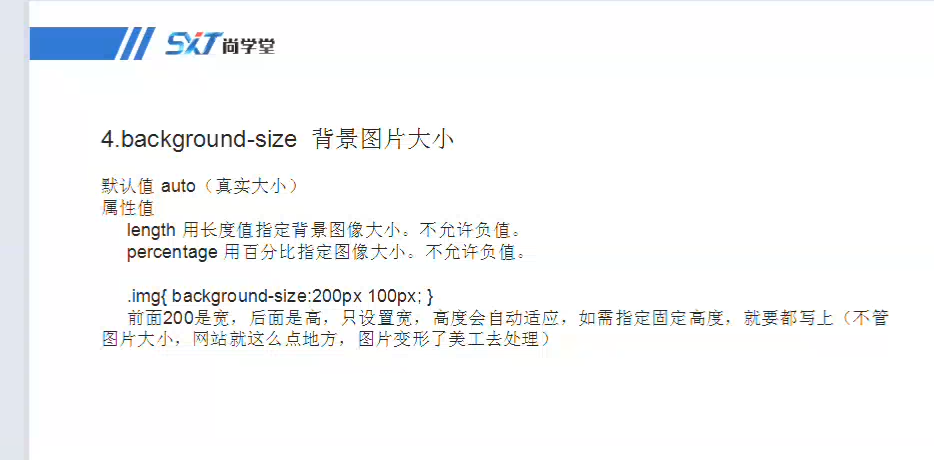 SXT尚学堂
4.background-size 背景图片大小
默认值 auto（真实大小）
属性值
length 用长度值指定背景图像大小。不允许负值。
percentage 用百分比指定图像大小。不允许负值。
.img{ background-size:200px 100px; }
前面200是宽，后面是高，只设置宽，高度会自动适应，如需指定固定高度，就要都写上（不管
图片大小，网站就这么点地方，图片变形了美工去处理）